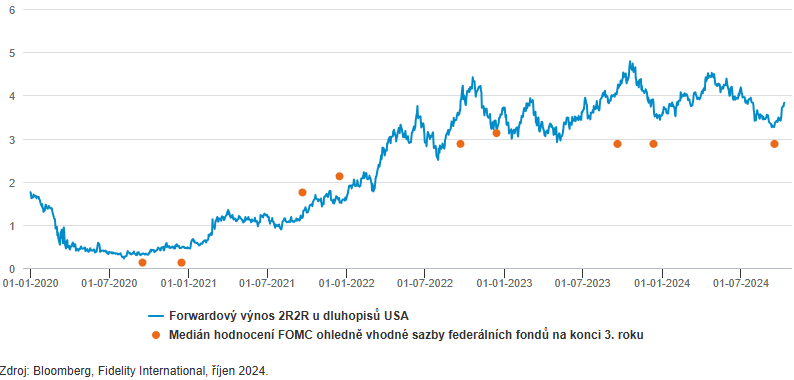 6
5
4
3
2
1
0
01-01-2020 01-07-2020 01-01-2021 01-07-2021 01-01-2022 01-07-2022 01-01-2023 01-07-2023 01-01-2024 01-07-2024
Forwardový výnos 2R2R u dluhopisů USA
Medián hodnocení FOMC ohledně vhodné sazby federálních fondů na konci 3. roku
Zdroj: Bloomberg, Fidelity International, říjen 2024.